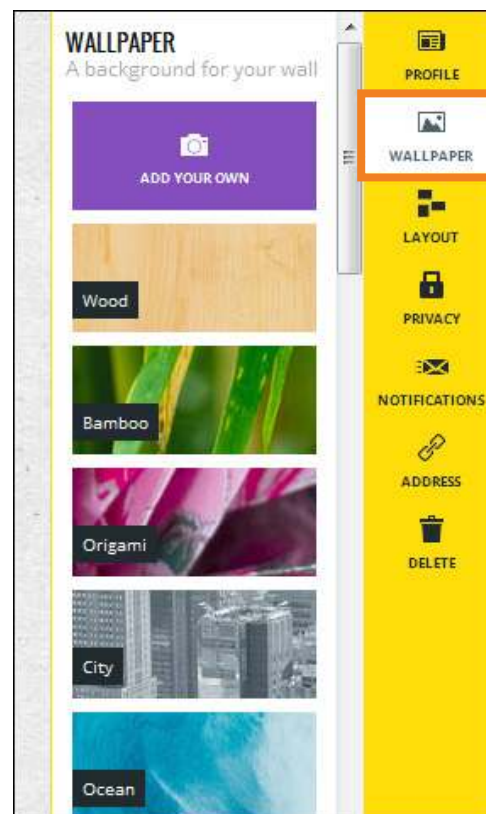 WALLPAPER
A background for your wall
ADD YOUR OWN
Wood
Bamboo
Origami
City
Ocean
PROFILE
WALLPAPER
LAYOUT
PRIVACY
NOTIFICATIONS
ADDRESS
DELETE